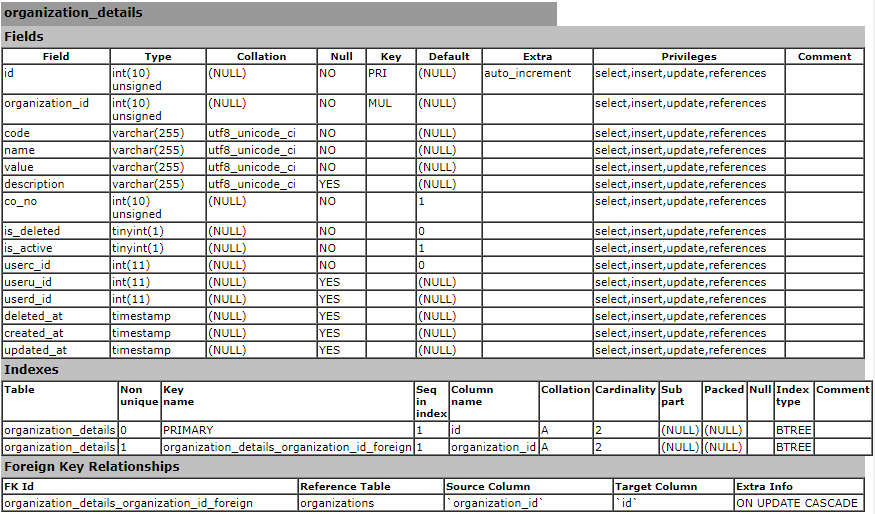 organization_details
Fields
Field Type Collation Null Key Default Extra Privileges Comment
id int(10) (NULL) NO PRI (NULL) auto_increment select,insert,update,references
unsigned
organization_id int(10) (NULL) NO MUL (NULL) select,insert,update,references
unsigned
code varchar(255) utf8_unicode_ci NO (NULL) select,insert,update,references
name varchar(255) utf8_unicode_ci NO (NULL) select,insert,update,references
value varchar(255) utf8_unicode_ci NO (NULL) select,insert,update,references
description varchar(255) utf8_unicode_ci YES (NULL) select,insert,update,references
co_no int(10) (NULL) NO 1 select,insert,update,references
unsigned
is_deleted tinyint(1) (NULL) NO 0 select,insert,update,references
is_active tinyint(1) (NULL) NO 1 select,insert,update,references
userc_id int(11) (NULL) NO 0 select,insert,update,references
useru_id int(11) (NULL) YES (NULL) select,insert,update,references
userd_id int(11) (NULL) YES (NULL) select,insert,update,references
deleted_at timestamp (NULL) YES (NULL) select,insert,update,references
created_at timestamp (NULL) YES (NULL) select,insert,update,references
updated_at timestamp (NULL) YES (NULL) select,insert,update,references
Indexes
Table Non Key Seq Column Collation Cardinality Sub Packed Null Index Comment
unique name in name part type
index
organization_details 0 PRIMARY 1 id A 2 (NULL) (NULL) BTREE
organization_details 1 organization_details_organization_id_foreign 1 organization_id A 2 (NULL) (NULL) BTREE
Foreign Key Relationships
FK Id Reference Table Source Column Target Column Extra Info
organization_details_organization_id_foreign organizations `organization_id` `id` ON UPDATE CASCADE